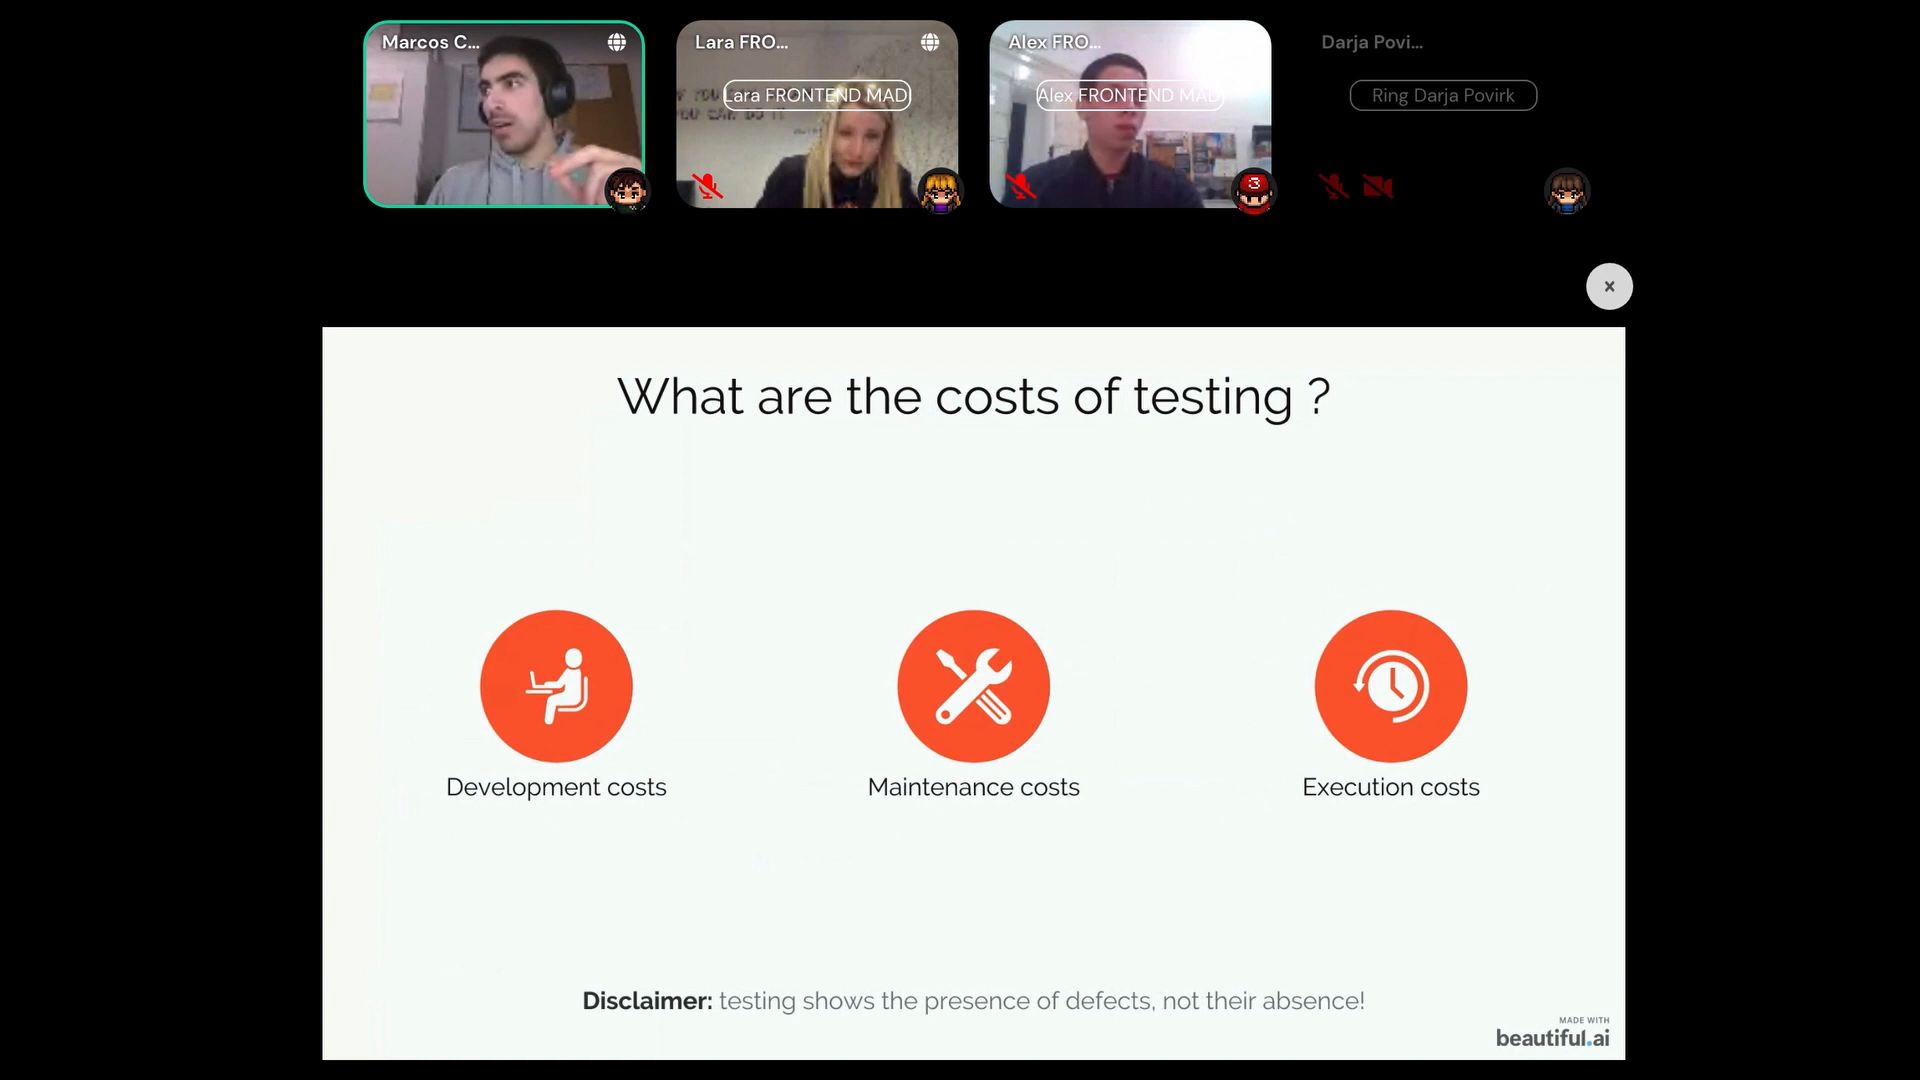 Marcos C...
Lara FRO...
Lara FRONTEND MAD
Alex FRO...
Alex FRONTEND MAD
Darja Povi...
Ring Darja Povirk
3
x
What are the costs of testing ?
Development costs
Maintenance costs
Execution costs
Disclaimer: testing shows the presence of defects, not their absence!
MADE WITH
beautiful.ai